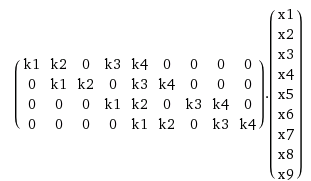 k1 k2 0 k3 k4 0 0 0 0
0 k1 k2 0 k3 k4 0 0 0
0 0 0 k1 k2 0 k3 k4 0
0 0 0 0 k1 k2 0 k3 k4
.
x1
x2
x3
x4
x5
x6
x7
x8
x9